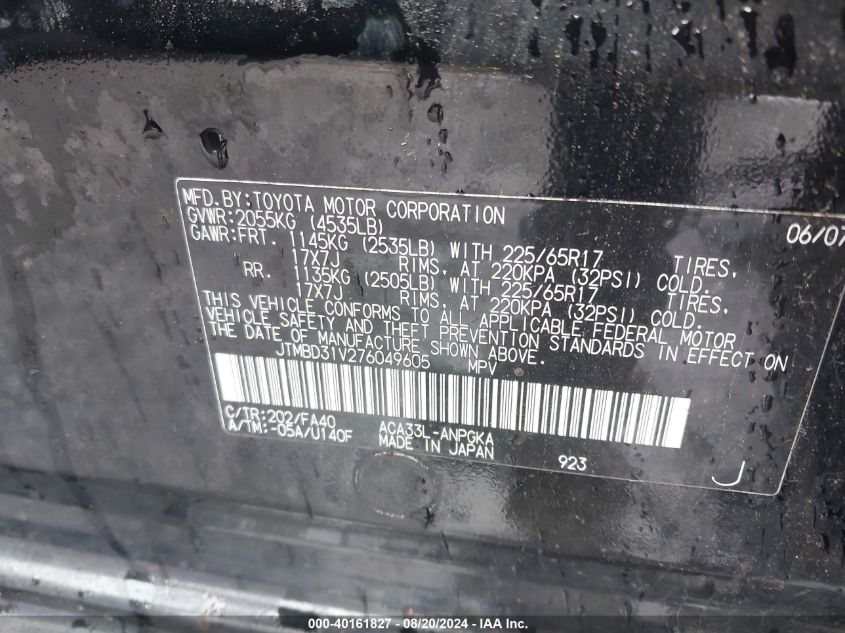 MFD.BY:TOYOTA MOTOR CORPORATION 06/07
GVWR:2055KG (4535LB)
GAWR:FRT. 1145KG (2535LB) WITH 225/65R17 TIRES,
17X7J RIMS, AT 220KPA (32PSI) COLD.
RR. 1135KG (2505LB) WITH 225/65R17 TIRES,
17X7J RIMS, AT 220KPA (32PSI) COLD.
THIS VEHICLE CONFORMS TO ALL APPLICABLE FEDERAL MOTOR
VEHICLE SAFETY AND THEFT PREVENTION STANDARDS IN EFFECT ON
THE DATE OF MANUFACTURE SHOWN ABOVE.
JTMBD31V276049605 MPV
C/TR:202/FA40 ACA33L-ANPGKA
A/TM:-05A/U140F MADE IN JAPAN
923 J
000-40161827 - 08/20/2024 - IAA Inc.